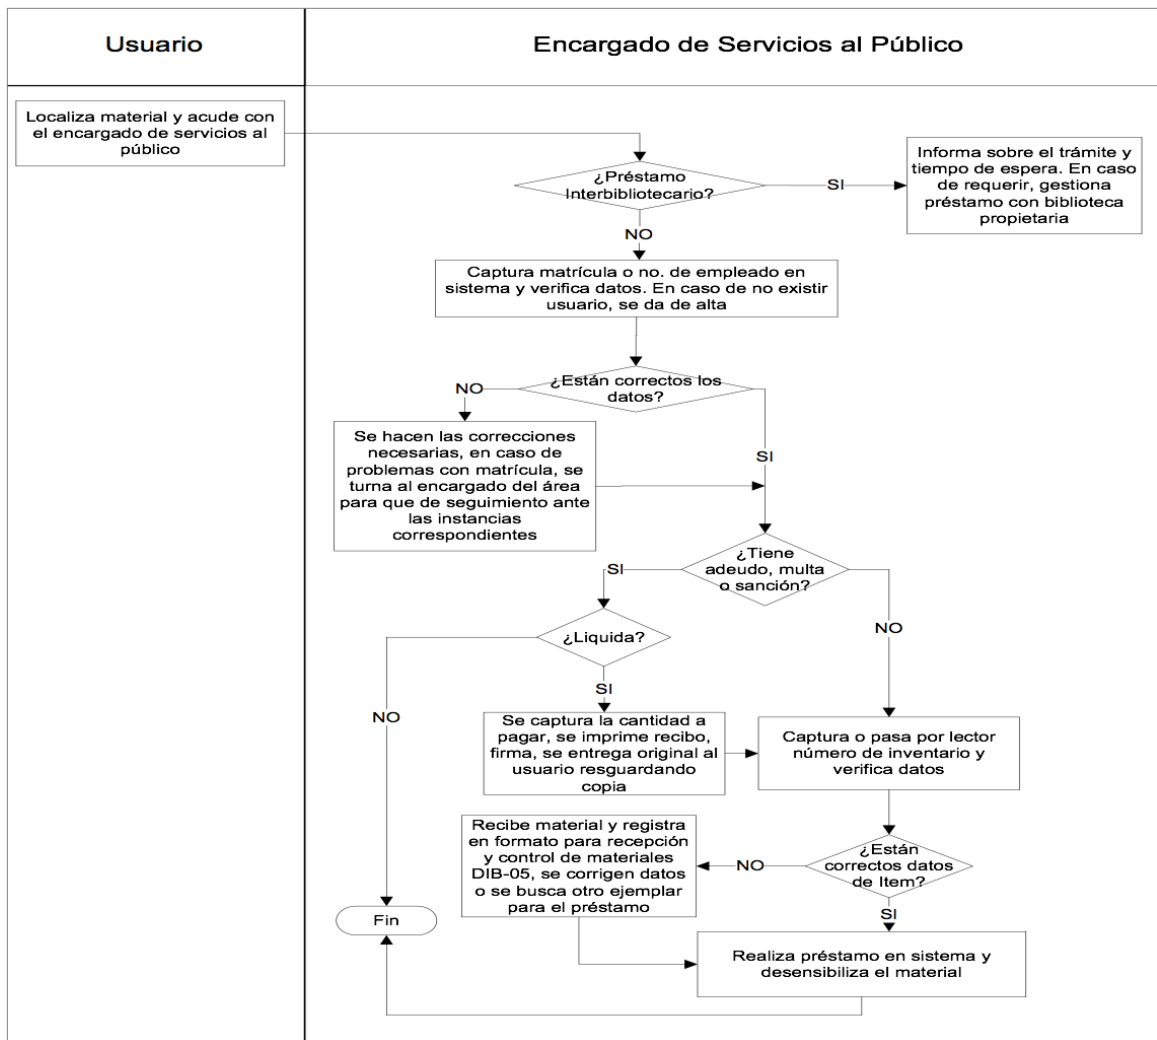 Usuario
Encargado de Servicios al Público
Localiza material y acude con
el encargado de servicios al
público
¿Préstamo
Interbibliotecario?
SI
Informa sobre el trámite y
tiempo de espera. En caso
de requerir, gestiona
préstamo con biblioteca
propietaria
NO
Captura matrícula o no. de empleado en
sistema y verifica datos. En caso de no existir
usuario, se da de alta
¿Están correctos los
datos?
NO
Se hacen las correcciones
necesarias, en caso de
problemas con matrícula, se
turna al encargado del área
para que de seguimiento ante
las instancias
correspondientes
SI
¿Tiene
adeudo, multa
o sanción?
SI
NO
¿Liquida?
SI
NO
Se captura la cantidad a
pagar, se imprime recibo,
firma, se entrega original al
usuario resguardando
copia
Captura o pasa por lector
número de inventario y
verifica datos
¿Están
correctos datos
de Item?
NO
Recibe material y registra
en formato para recepción
y control de materiales
DIB-05, se corrigen datos
o se busca otro ejemplar
para el préstamo
SI
Realiza préstamo en sistema y
desensibiliza el material
Fin